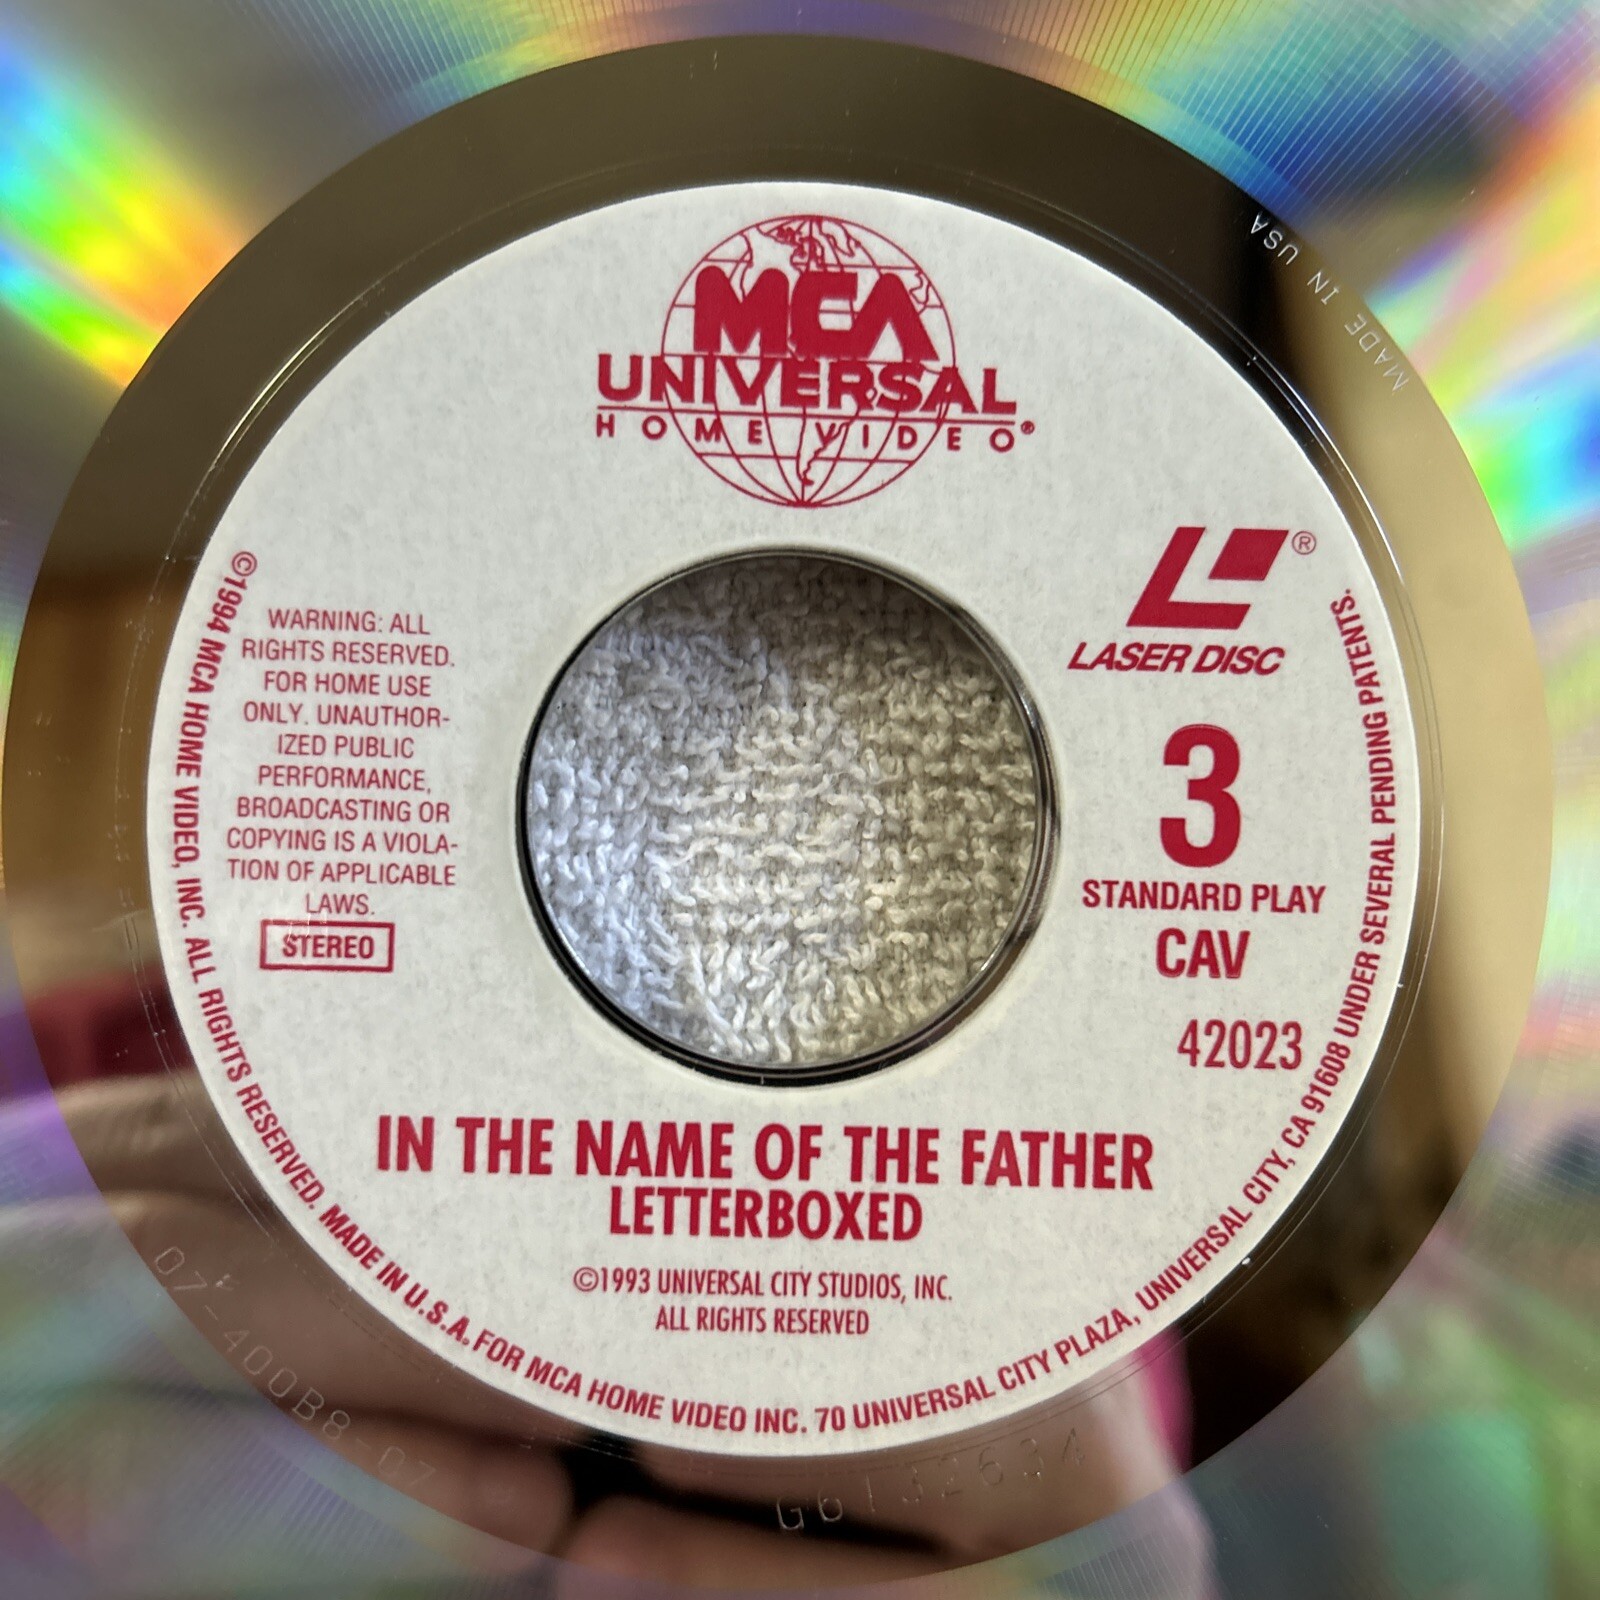 MCA
UNIVERSAL
HOME VIDEO®
®
LASER DISC
3
STANDARD PLAY
CAV
42023
WARNING: ALL
RIGHTS RESERVED.
FOR HOME USE
ONLY. UNAUTHOR-
IZED PUBLIC
PERFORMANCE,
BROADCASTING OR
COPYING IS A VIOLA-
TION OF APPLICABLE
LAWS.
STEREO
IN THE NAME OF THE FATHER
LETTERBOXED
©1993 UNIVERSAL CITY STUDIOS, INC.
ALL RIGHTS RESERVED
©1994 MCA HOME VIDEO, INC. ALL RIGHTS RESERVED. MADE IN U.S.A. FOR MCA HOME VIDEO INC. 70 UNIVERSAL CITY PLAZA, UNIVERSAL CITY, CA 91608 UNDER SEVERAL PENDING PATENTS.
MADE IN USA
07-400B8-07
G6132634